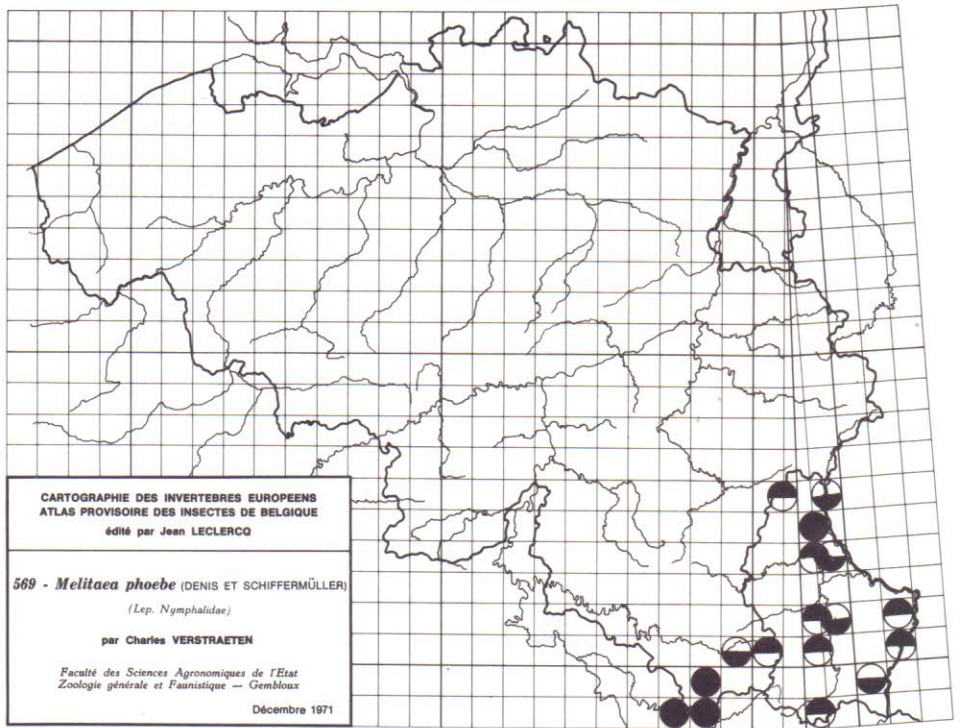 CARTOGRAPHIE DES INVERTEBRES EUROPEENS
ATLAS PROVISOIRE DES INSECTES DE BELGIQUE
édité par Jean LECLERCQ
569 - Melitaea phoebe (DENIS ET SCHIFFERMÜLLER)
(Lep. Nymphalidae)
par Charles VERSTRAETEN
Faculté des Sciences Agronomiques de l'Etat
Zoologie générale et Faunistique — Gembloux
Décembre 1971